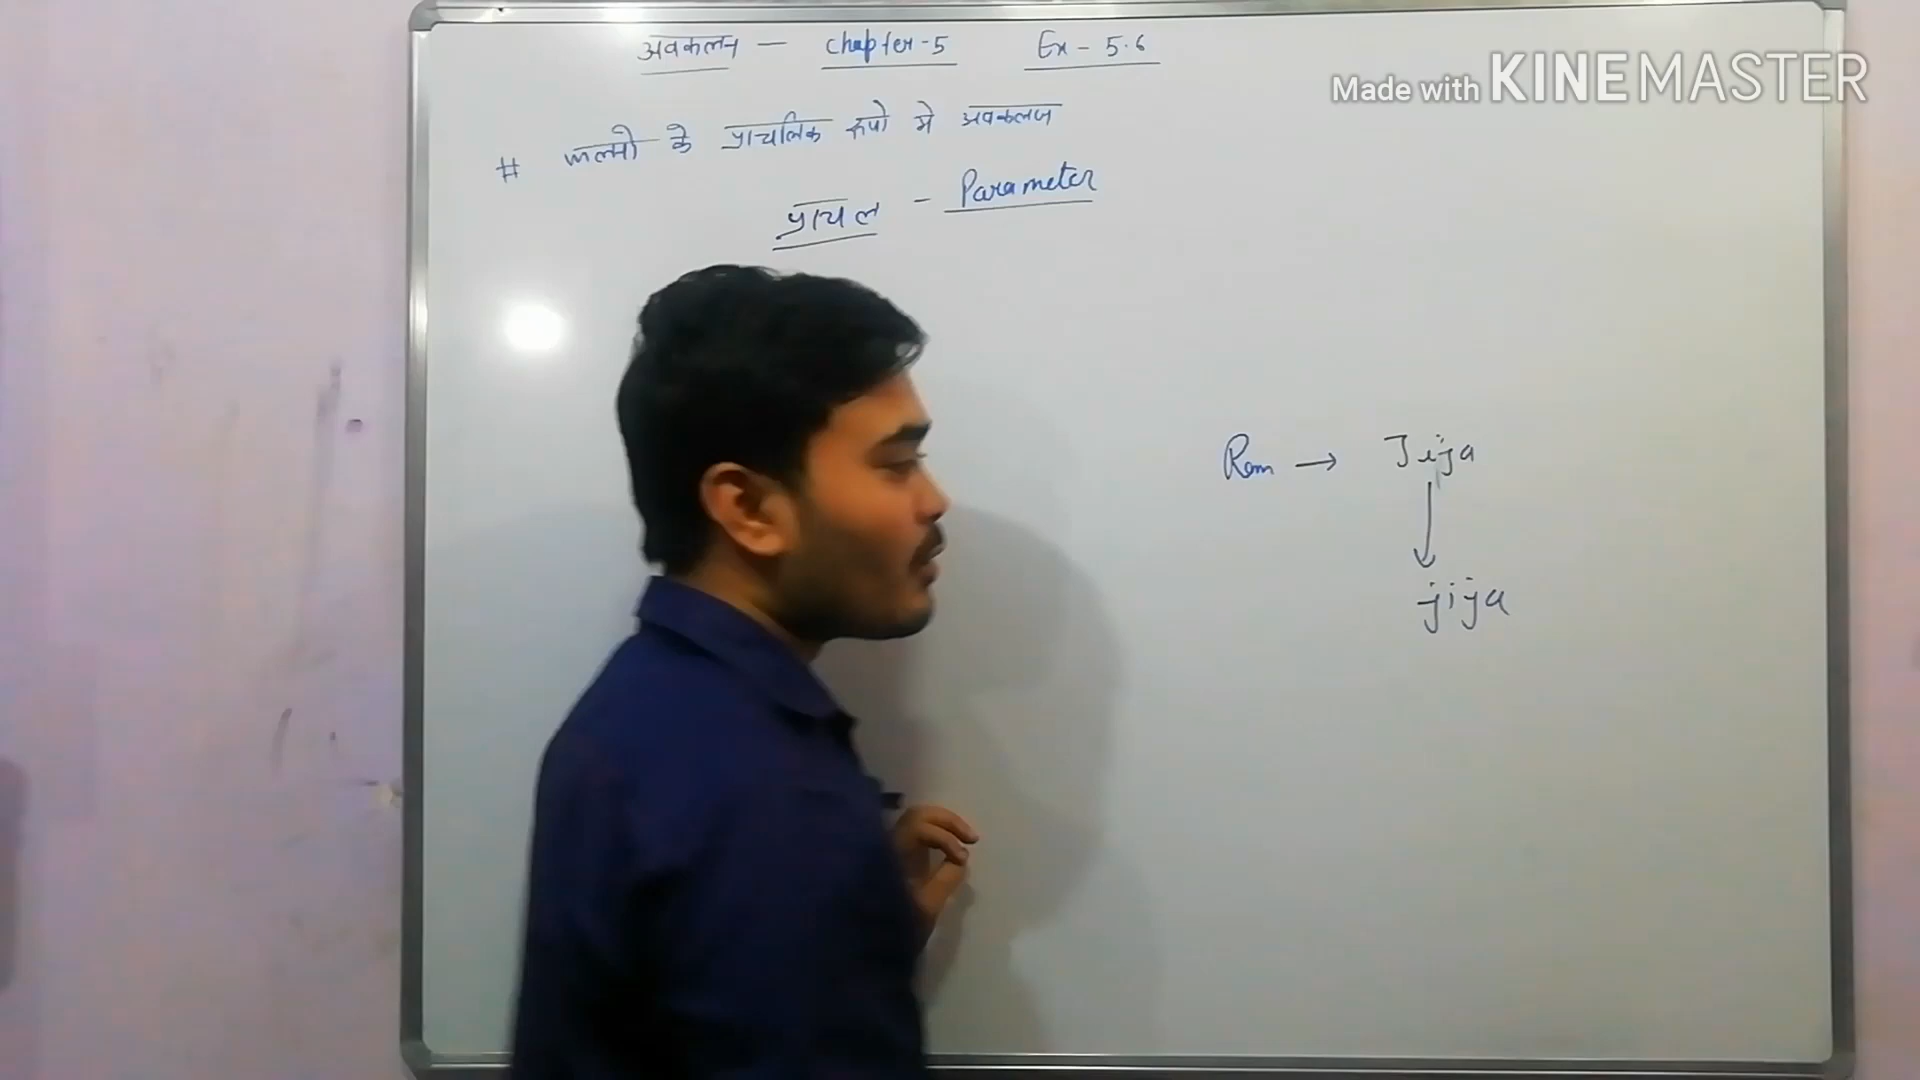 अवकलन — Chapter-5 Ex - 5.6
Made with KINEMASTER
# फलनो के प्राचलिक रूपो मे अवकलज
प्राचल - Parameter
Ram → Jija
↓
jija